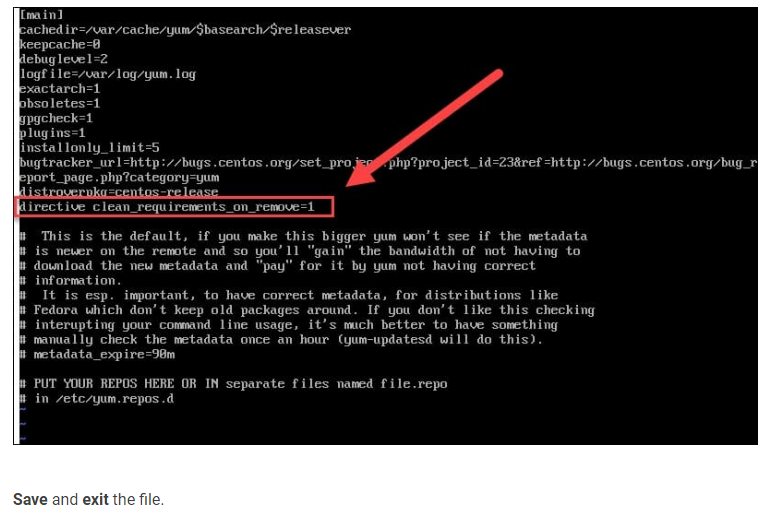 [main]
cachedir=/var/cache/yum/$basearch/$releasever
keepcache=0
debuglevel=2
logfile=/var/log/yum.log
exactarch=1
obsoletes=1
gpgcheck=1
plugins=1
installonly_limit=5
bugtracker_url=http://bugs.centos.org/set_project.php?project_id=23&ref=http://bugs.centos.org/bug_r
eport_page.php?category=yum
distroverpkg=centos-release
directive clean_requirements_on_remove=1
#  This is the default, if you make this bigger yum won't see if the metadata
# is newer on the remote and so you'll "gain" the bandwidth of not having to
# download the new metadata and "pay" for it by yum not having correct
# information.
#  It is esp. important, to have correct metadata, for distributions like
# Fedora which don't keep old packages around. If you don't like this checking
# interupting your command line usage, it's much better to have something
# manually check the metadata once an hour (yum-updatesd will do this).
# metadata_expire=90m
# PUT YOUR REPOS HERE OR IN separate files named file.repo
# in /etc/yum.repos.d
~
~
~
Save and exit the file.